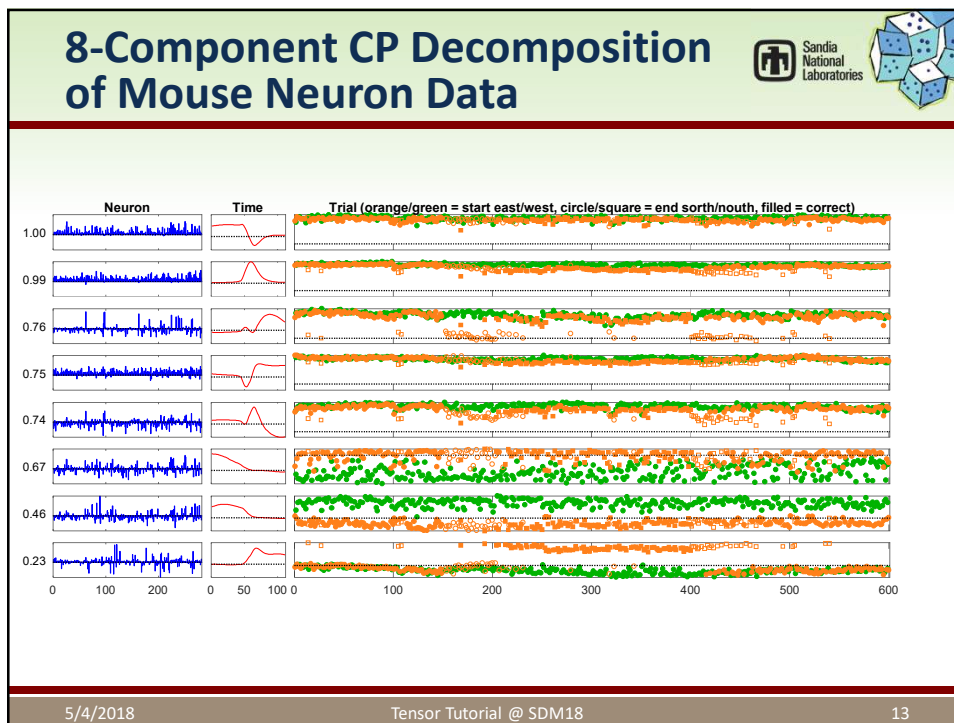 8-Component CP Decomposition
of Mouse Neuron Data
Sandia
National
Laboratories
Neuron Time Trial (orange/green = start east/west, circle/square = end sorth/nouth, filled = correct)
1.00
0.99
0.76
0.75
0.74
0.67
0.46
0.23
0 100 200 0 50 100 0 100 200 300 400 500 600
5/4/2018 Tensor Tutorial @ SDM18 13